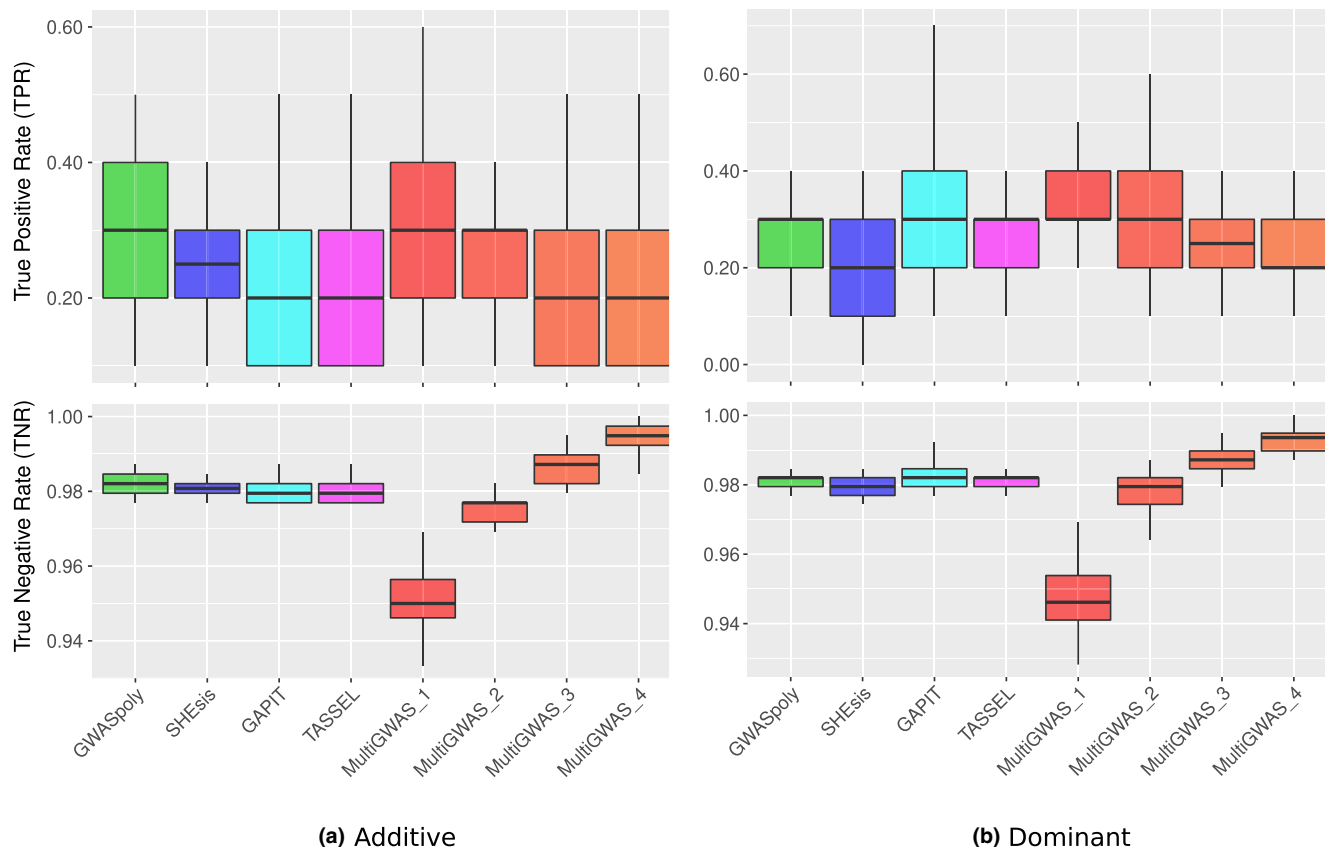 True Positive Rate (TPR)
0.60
0.40
0.20
0.60
0.40
0.20
0.00
True Negative Rate (TNR)
1.00
0.98
0.96
0.94
1.00
0.98
0.96
0.94
GWASpoly
SHEsis
GAPIT
TASSEL
MultiGWAS_1
MultiGWAS_2
MultiGWAS_3
MultiGWAS_4
GWASpoly
SHEsis
GAPIT
TASSEL
MultiGWAS_1
MultiGWAS_2
MultiGWAS_3
MultiGWAS_4
(a) Additive
(b) Dominant